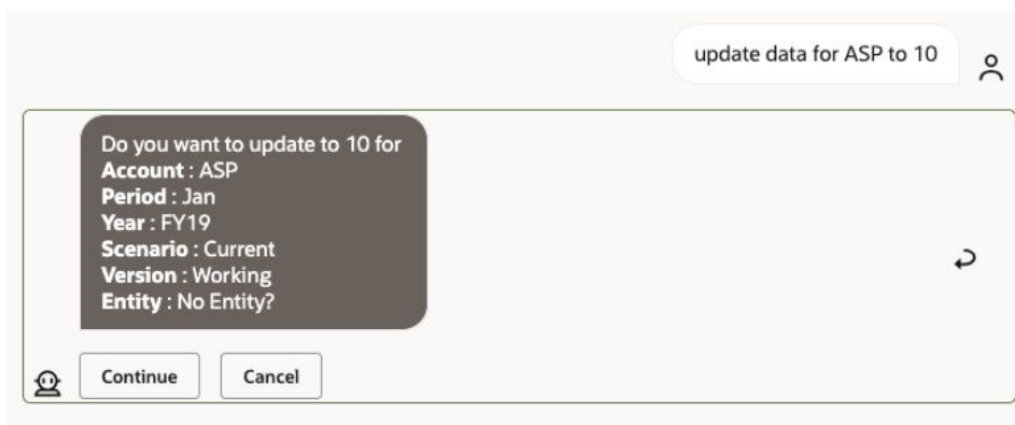 update data for ASP to 10
Do you want to update to 10 for
Account : ASP
Period : Jan
Year : FY19
Scenario : Current
Version : Working
Entity : No Entity?
Continue Cancel